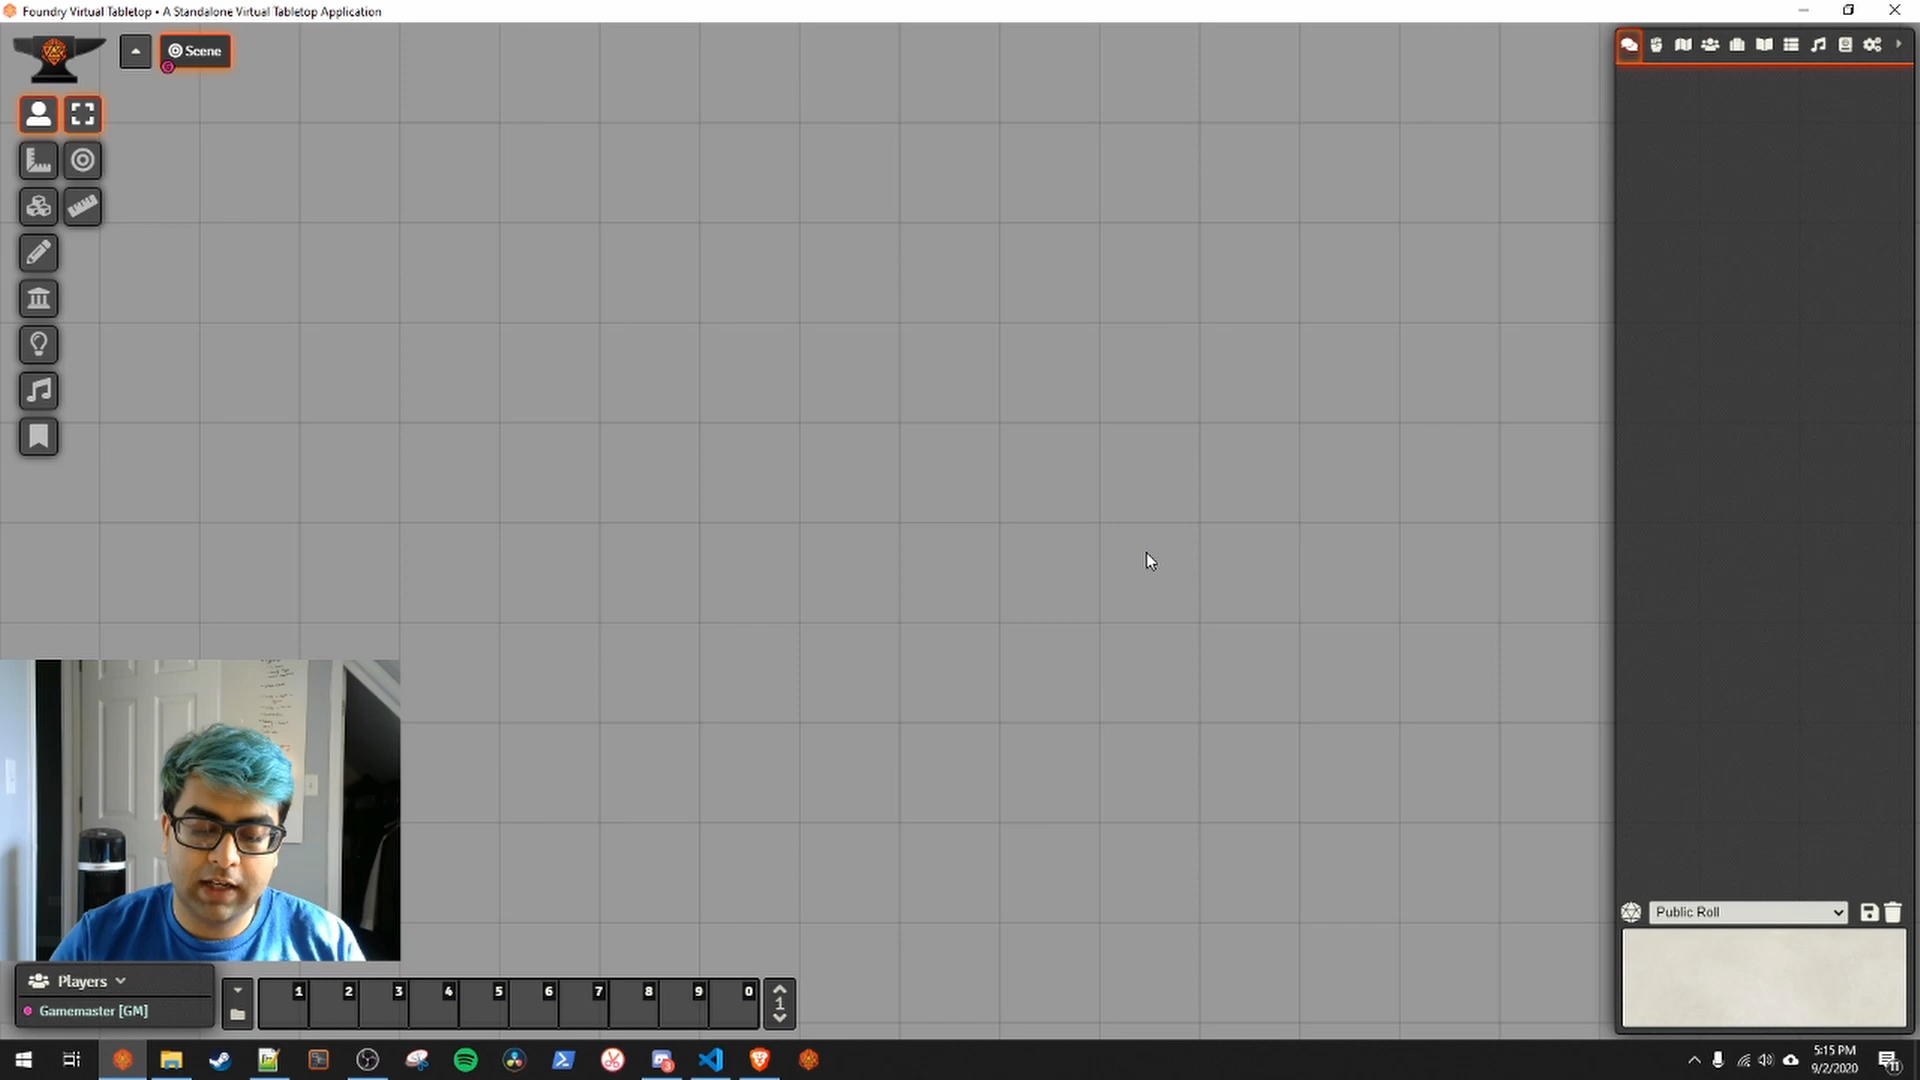 Foundry Virtual Tabletop • A Standalone Virtual Tabletop Application
Scene
Public Roll
Players
Gamemaster [GM]
1 2 3 4 5 6 7 8 9 0
1
5:15 PM
9/2/2020